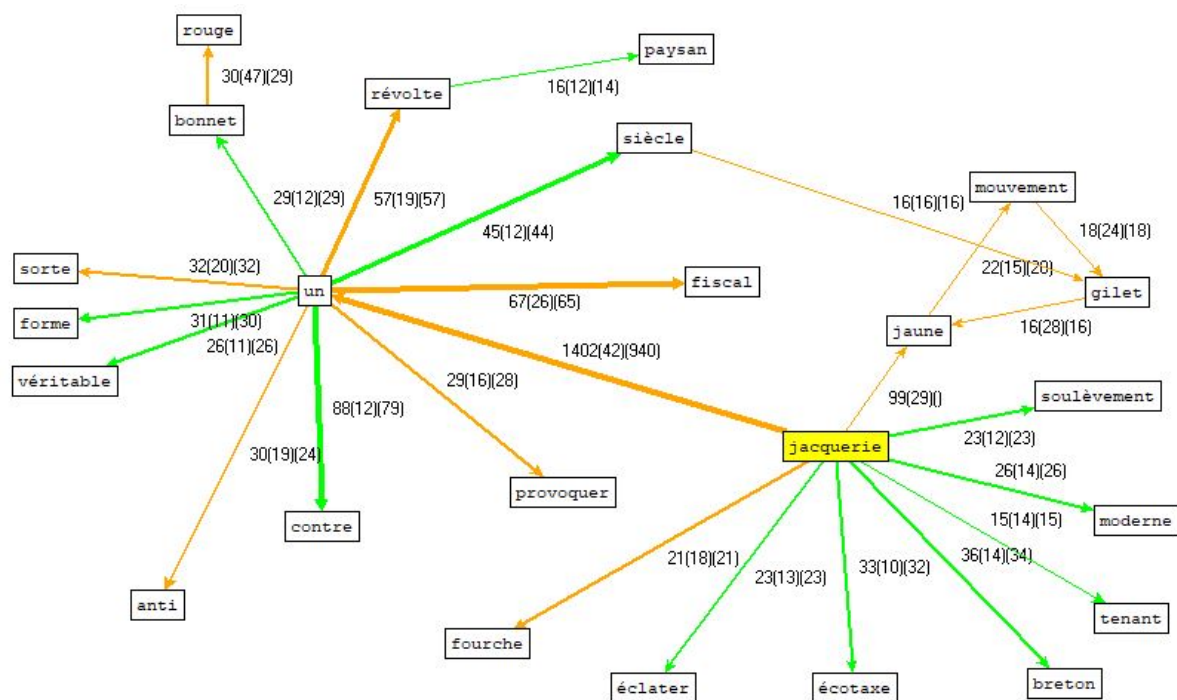 rouge
paysan
30(47)(29)
révolte
16(12)(14)
bonnet
siècle
mouvement
29(12)(29)
57(19)(57)
16(16)(16)
45(12)(44)
18(24)(18)
sorte
32(20)(32)
22(15)(20)
un
fiscal
gilet
67(26)(65)
forme
31(11)(30)
16(28)(16)
jaune
26(11)(26)
1402(42)(940)
véritable
29(16)(28)
99(29)()
soulèvement
88(12)(79)
23(12)(23)
jacquerie
30(19)(24)
26(14)(26)
provoquer
15(14)(15)
contre
moderne
21(18)(21)
33(10)(32)
36(14)(34)
23(13)(23)
anti
tenant
fourche
éclater
écotaxe
breton